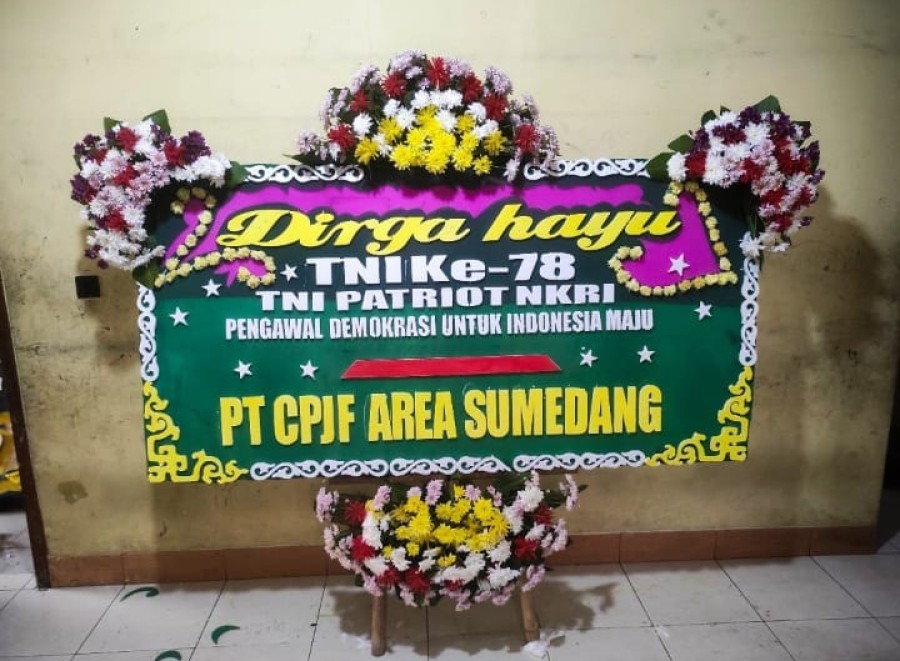 Dirga hayu
TNI Ke-78
TNI PATRIOT NKRI
PENGAWAL DEMOKRASI UNTUK INDONESIA MAJU
PT CPJF AREA SUMEDANG